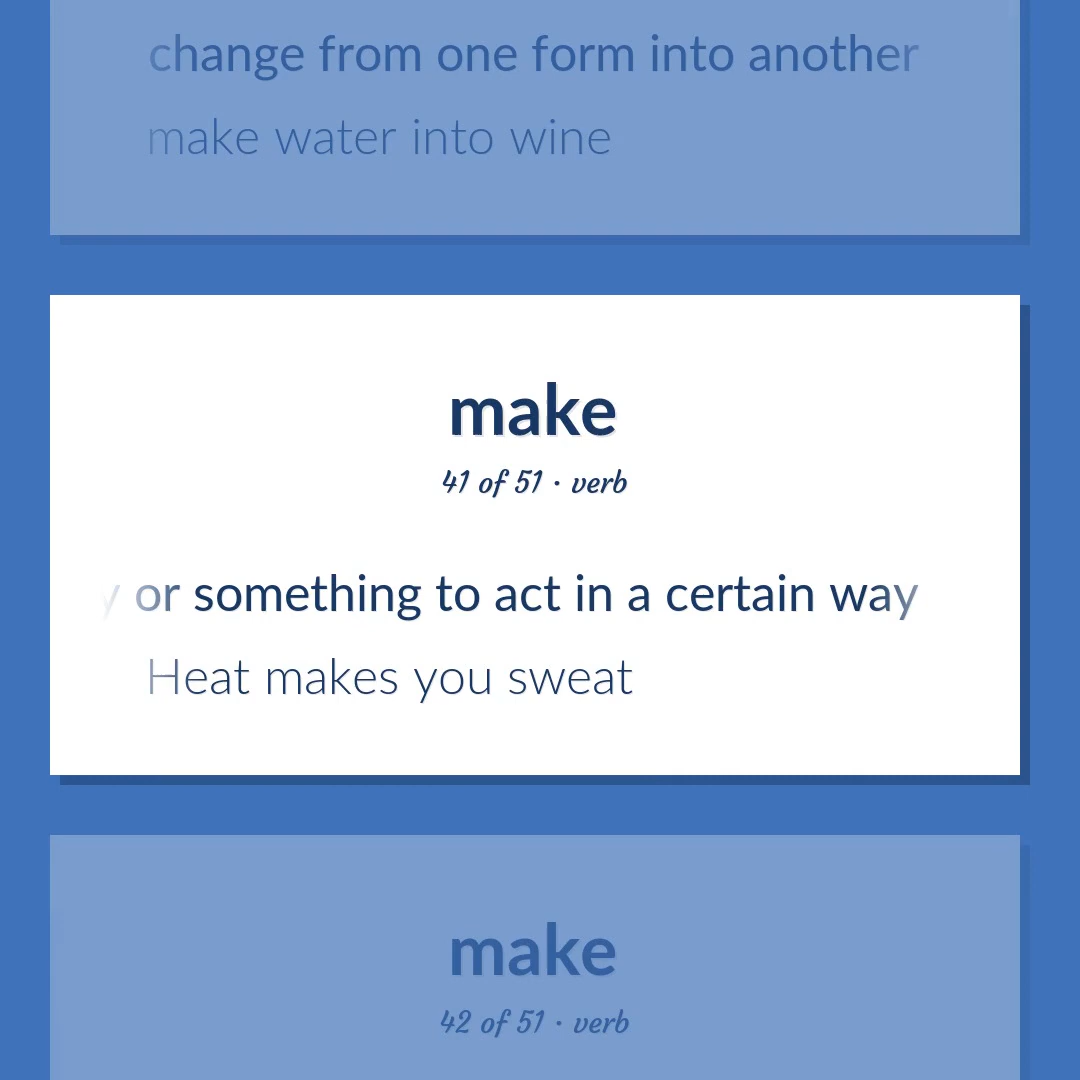 change from one form into another
make water into wine
make
41 of 51 · verb
y or something to act in a certain way
Heat makes you sweat
make
42 of 51 · verb